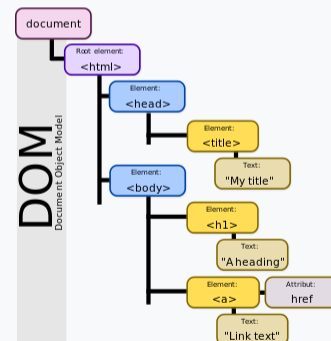 document
Root element:
<html>
Element:
<head>
Element:
<title>
Text:
"My title"
Element:
<body>
Element:
<h1>
Text:
"A heading"
Element:
<a>
Attribut:
href
Text:
"Link text"
DOM
Document Object Model